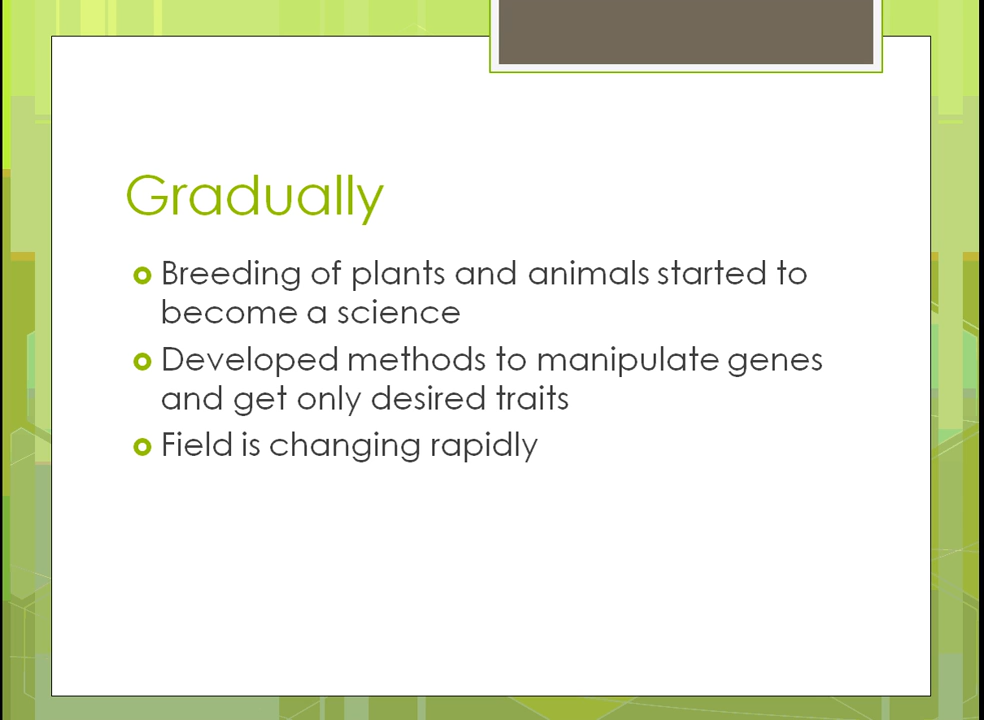 Gradually
Breeding of plants and animals started to
become a science
Developed methods to manipulate genes
and get only desired traits
Field is changing rapidly